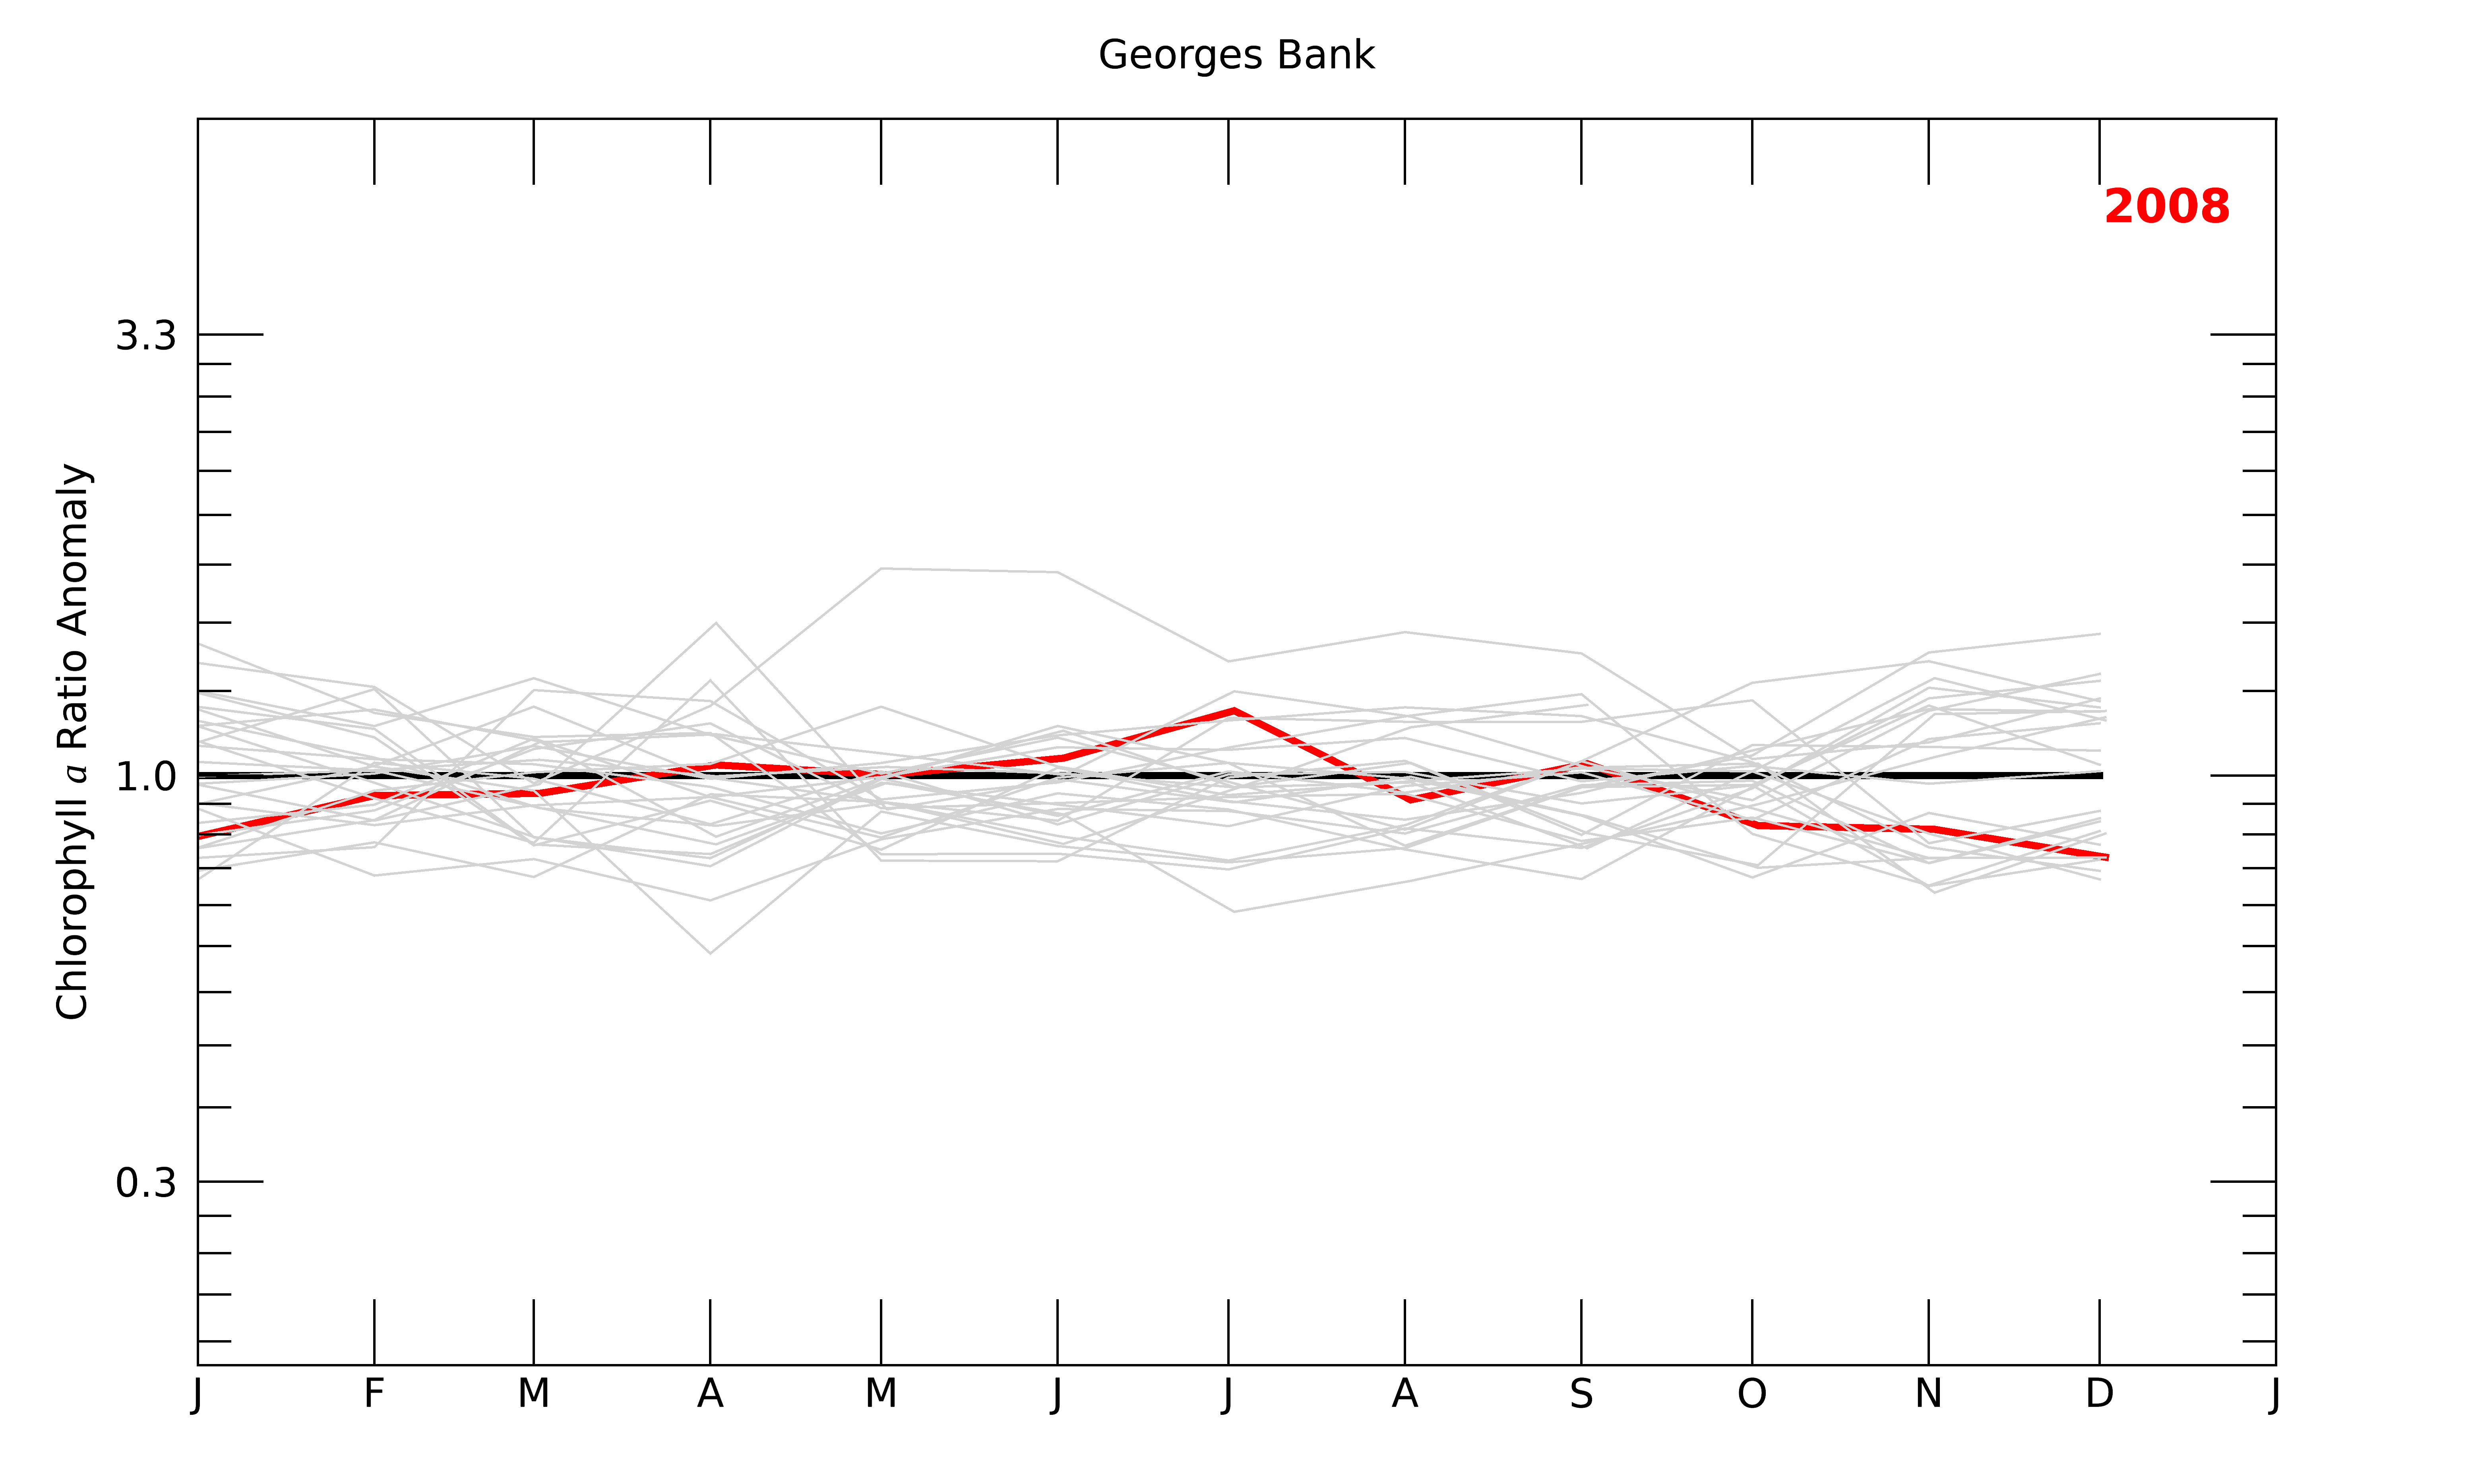 Georges Bank
2008
3.3
1.0
0.3
Chlorophyll a Ratio Anomaly
J F M A M J J A S O N D J